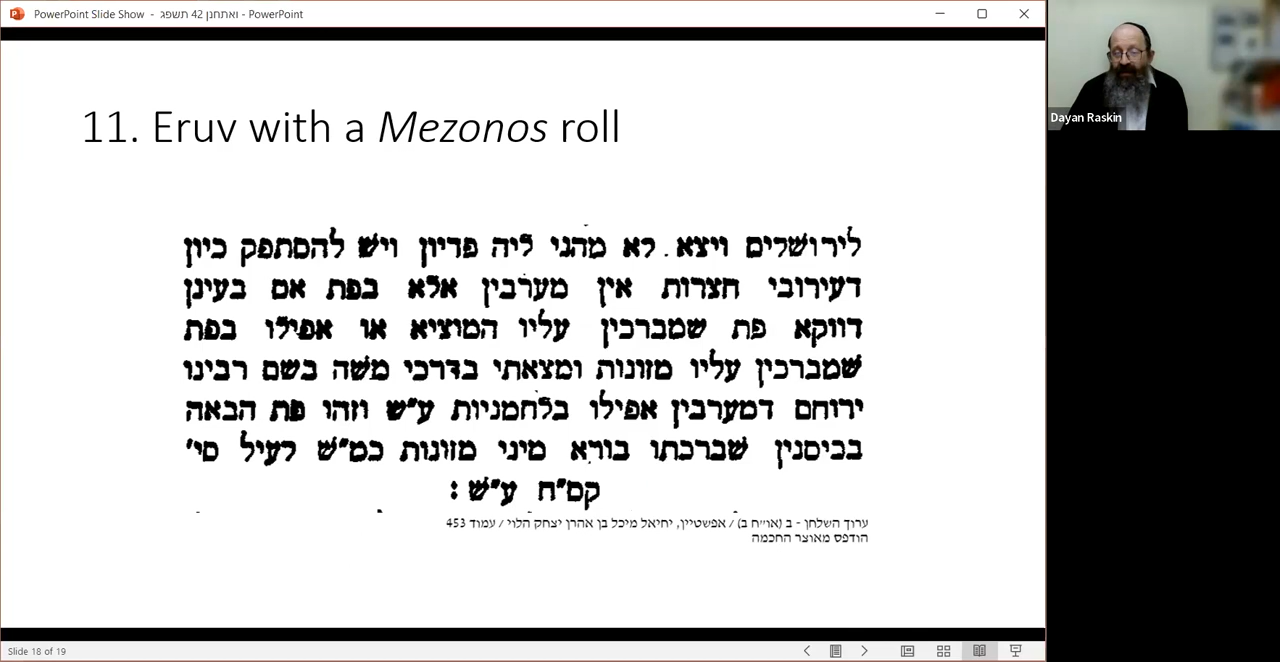 PowerPoint Slide Show - ואתחנן 42 תשפג - PowerPoint
Dayan Raskin
11. Eruv with a Mezonos roll
לירושלים ויצא. לא מהני ליה פדיון ויש להסתפק כיון
דעירובי חצרות אין מערבין אלא בפת אם בעינן
דווקא פת שמברכין עליו המוציא או אפילו בפת
שמברכין עליו מזונות ומצאתי בדרכי משה בשם רבינו
ירוחם דמערבין אפילו בלחמניות ע"ש וזהו פת הבאה
בכיסנין שברכתו בורא מיני מזונות כמ"ש לעיל סי'
קס"ח ע"ש:
ערוך השלחן - ב (או"ח ב) / אפשטיין, יחיאל מיכל בן אהרן יצחק הלוי / עמוד 453
הודפס מאוצר החכמה
Slide 18 of 19